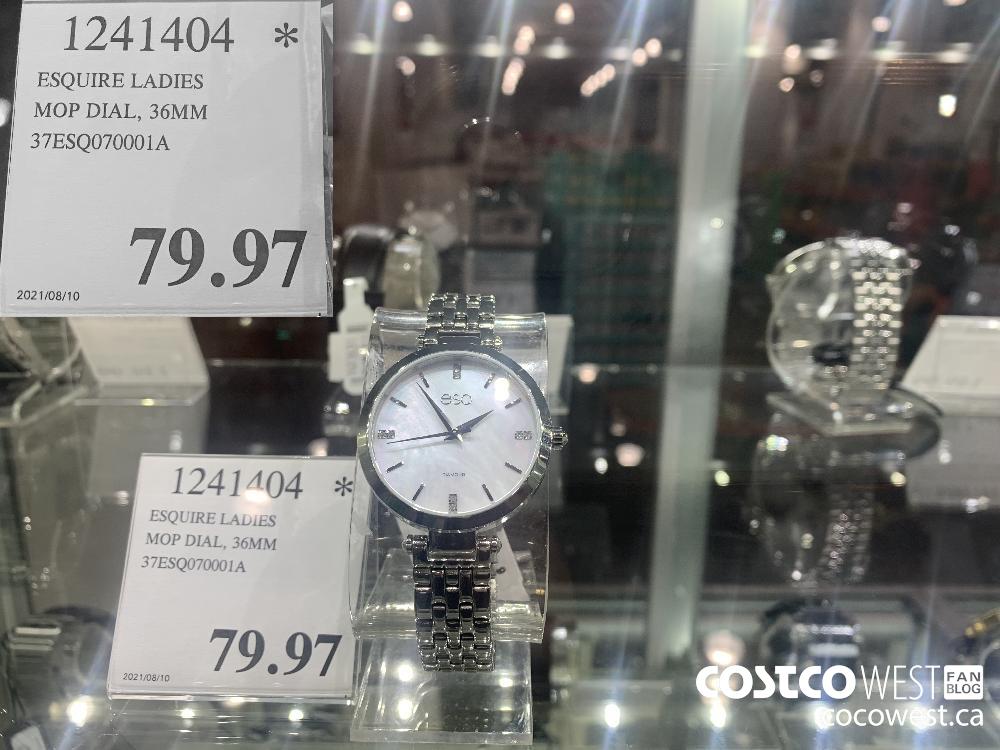 1241404 *
ESQUIRE LADIES
MOP DIAL, 36MM
37ESQ070001A
79.97
2021/08/10
esq
1241404 *
ESQUIRE LADIES
MOP DIAL, 36MM
37ESQ070001A
79.97
2021/08/10
COSTCO WEST FAN BLOG
cocowest.ca